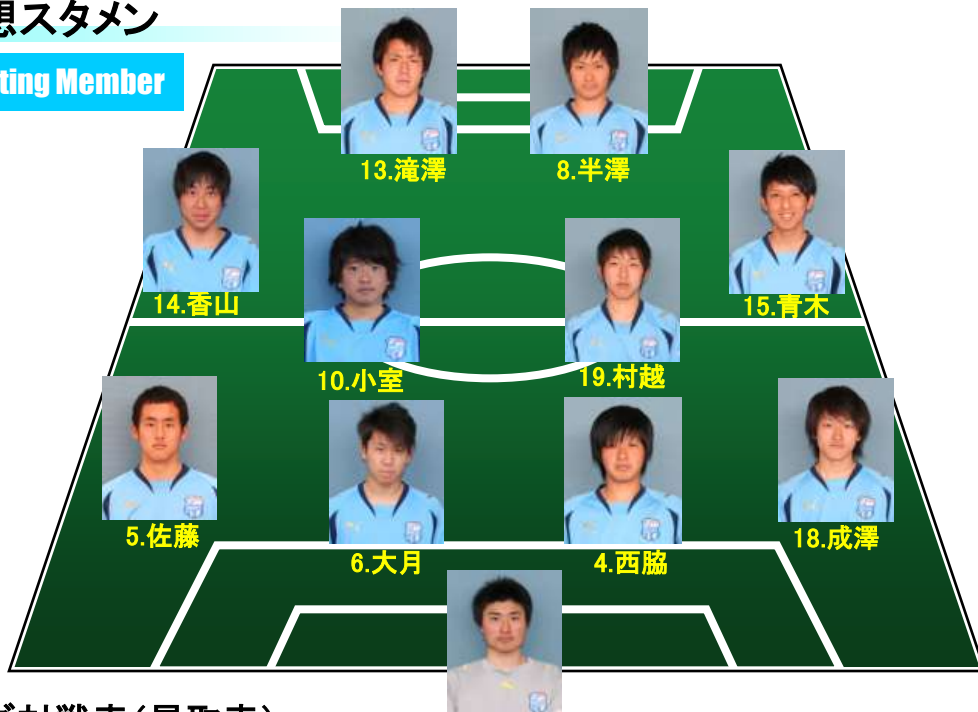 想スタメン
ting Member
13.滝澤
8.半澤
14.香山
15.青木
10.小室
19.村越
5.佐藤
6.大月
4.西脇
18.成澤